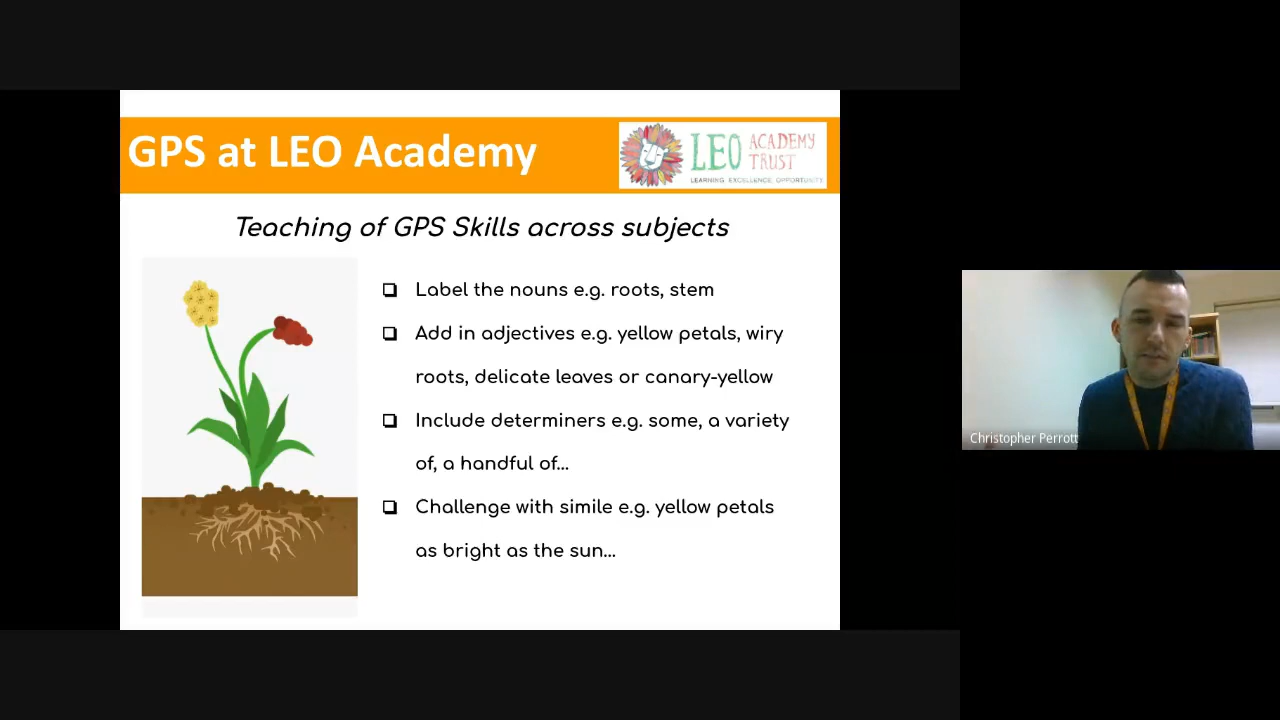 GPS at LEO Academy
LEO ACADEMY
TRUST
LEARNING EXCELLENCE OPPORTUNITY
Teaching of GPS Skills across subjects
Label the nouns e.g. roots, stem
Add in adjectives e.g. yellow petals, wiry
roots, delicate leaves or canary-yellow
Include determiners e.g. some, a variety
of, a handful of...
Challenge with simile e.g. yellow petals
as bright as the sun...
Christopher Perrott